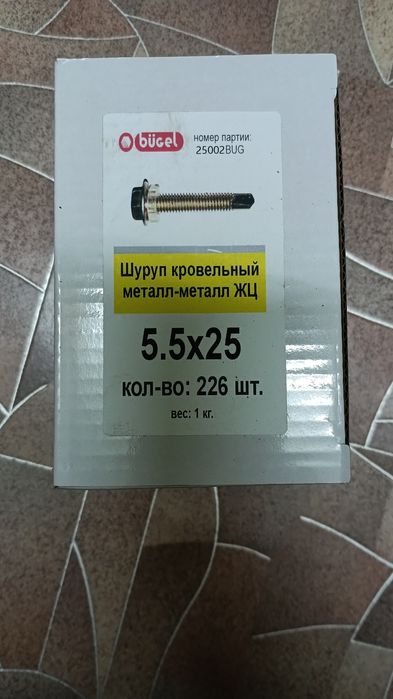 bügel
номер партии:
25002BUG
Шуруп кровельный
металл-металл ЖЦ
5.5x25
кол-во: 226 шт.
вес: 1 кг.